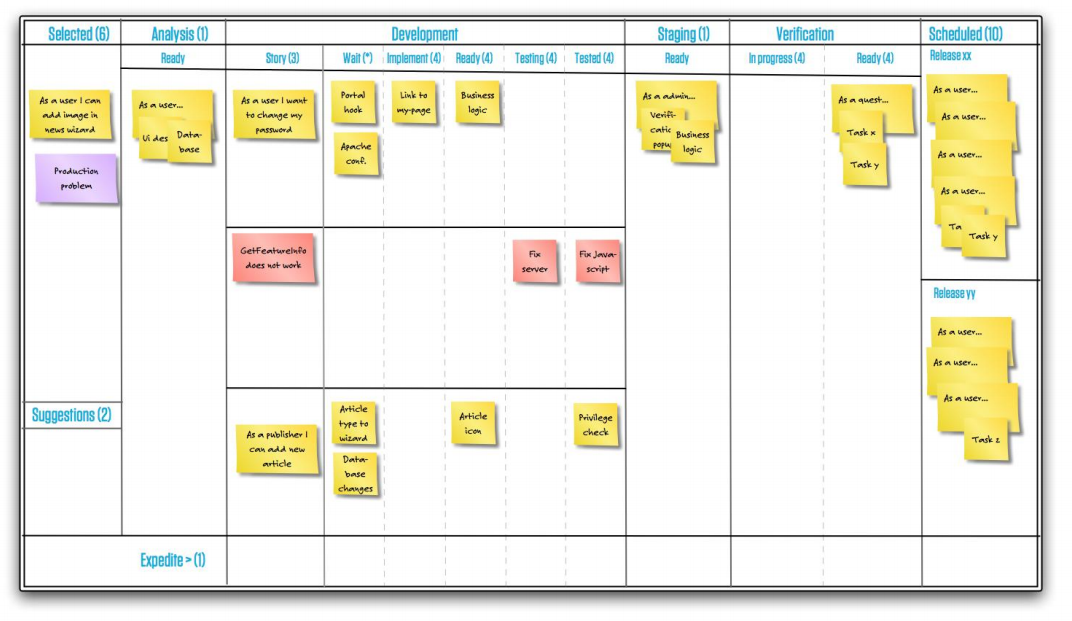 Selected (6)
Analysis (1)
Development
Staging (1)
Verification
Scheduled (10)
Ready
Story (3)
Wait (*)
Implement (4)
Ready (4)
Testing (4)
Tested (4)
Ready
In progress (4)
Ready (4)
Release xx
As a user I can
add image in
news wizard
Production
problem
As a user...
Ui des
Data-
base
As a user I want
to change my
password
Portal
hook
Apache
conf.
Link to
my-page
Business
logic
As a admin...
Verifi-
catic
popu
Business
logic
As a quest...
Task x
Task y
As a user...
As a user...
As a user...
As a user...
Ta
Task y
GetFeatureInfo
does not work
Fix
server
Fix Java-
script
Release yy
As a user...
As a user...
As a user...
Task z
Suggestions (2)
As a publisher I
can add new
article
Article
type to
wizard
Data-
base
changes
Article
icon
Privilege
check
Expedite > (1)